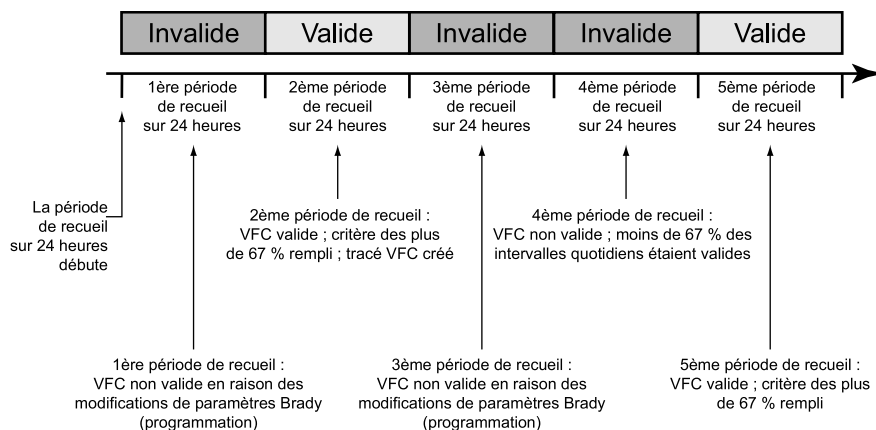 Invalide
Valide
Invalide
Invalide
Valide
1ère période
de recueil
sur 24 heures
2ème période
de recueil
sur 24 heures
3ème période
de recueil
sur 24 heures
4ème période
de recueil
sur 24 heures
5ème période
de recueil
sur 24 heures
La période
de recueil
sur 24 heures
débute
2ème période de recueil :
VFC valide ; critère des plus
de 67 % rempli ; tracé VFC créé
4ème période de recueil :
VFC non valide ; moins de 67 % des
intervalles quotidiens étaient valides
1ère période de recueil :
VFC non valide en raison des
modifications de paramètres Brady
(programmation)
3ème période de recueil :
VFC non valide en raison des
modifications de paramètres Brady
(programmation)
5ème période de recueil :
VFC valide ; critère des plus
de 67 % rempli